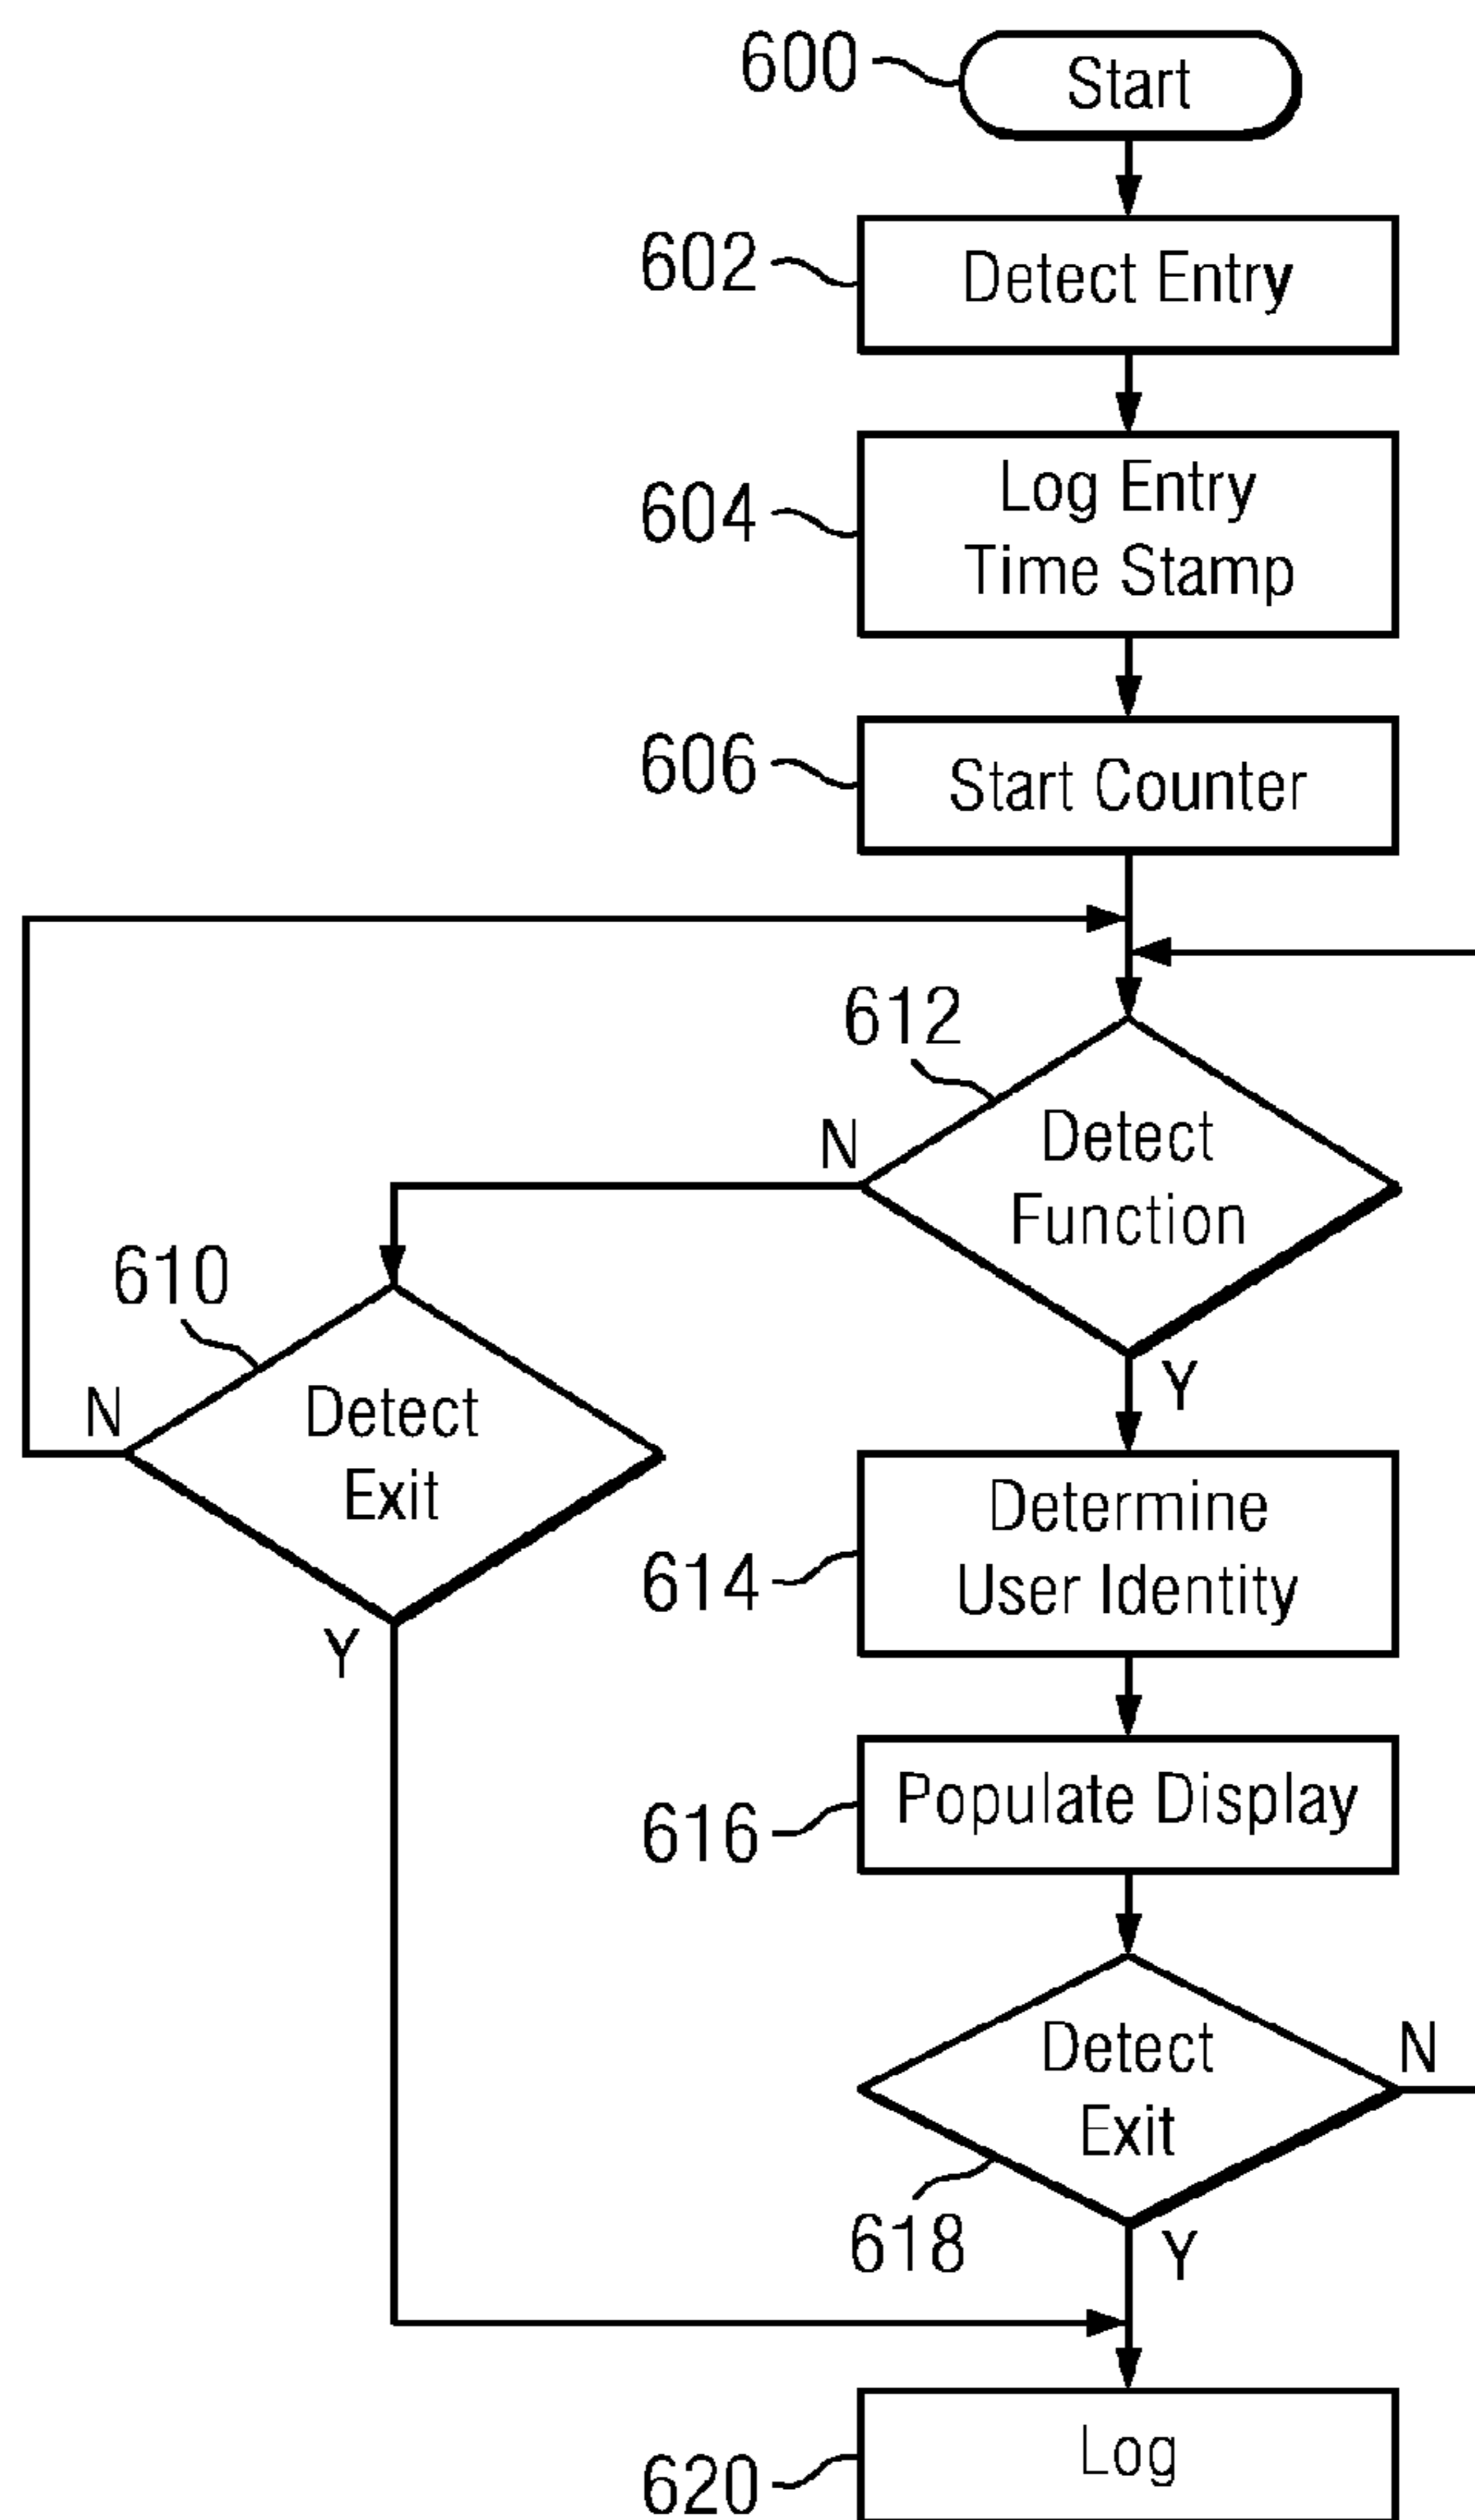 600
Start
602
Detect Entry
604
Log Entry
Time Stamp
606
Start Counter
612
N
Detect
Function
Y
610
N
Detect
Exit
Y
614
Determine
User Identity
616
Populate Display
Detect
Exit
N
618
Y
620
Log